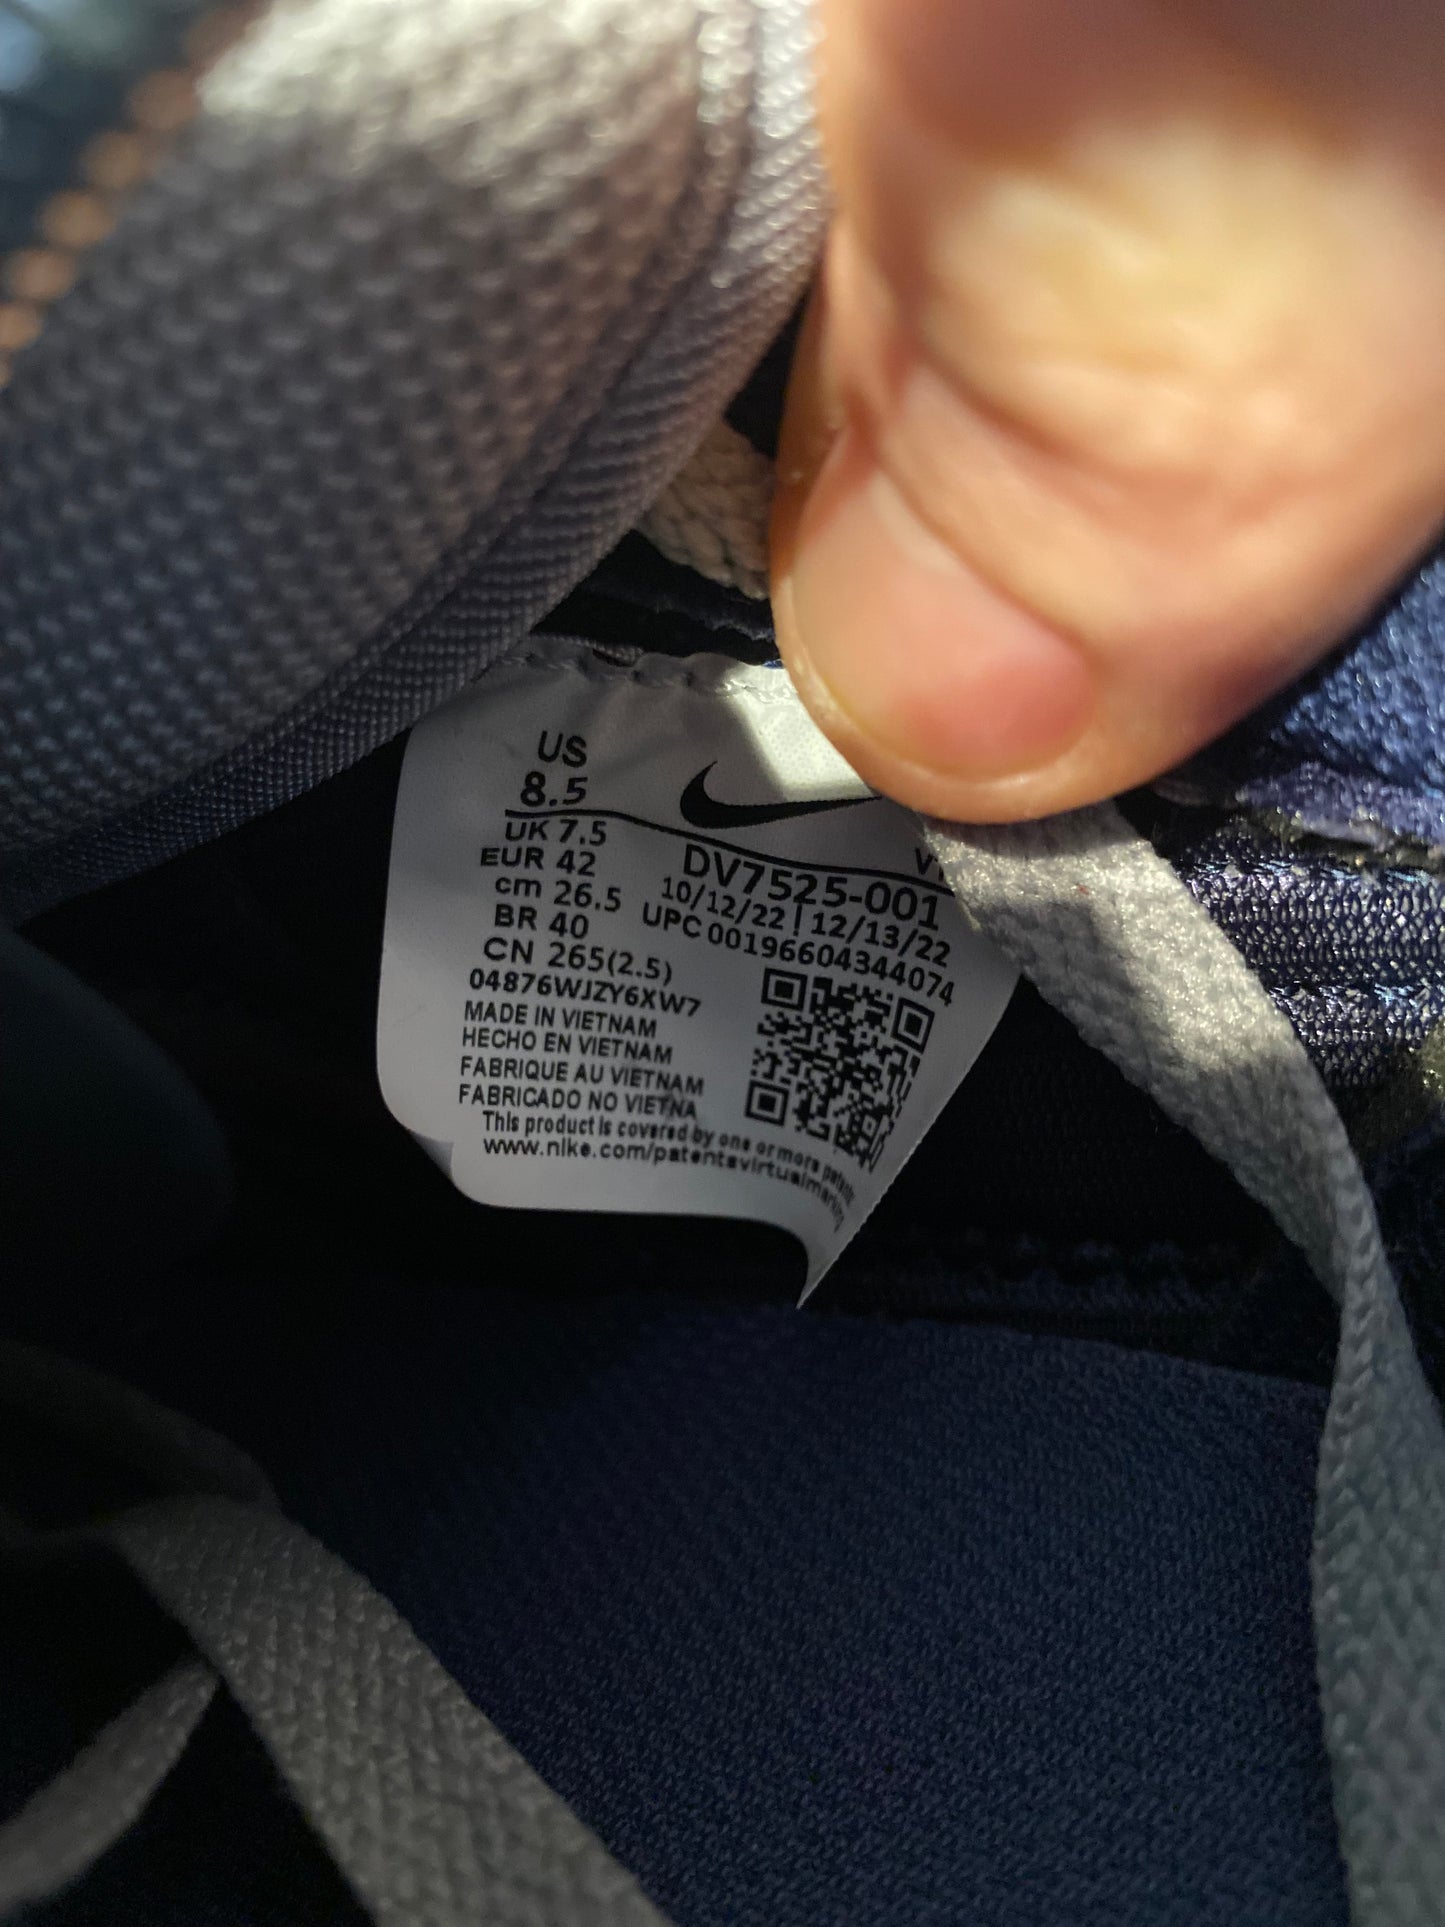 US
8.5
UK 7.5
EUR 42
cm 26.5
BR 40
CN 265(2.5)
04876WJZY6XW7
MADE IN VIETNAM
HECHO EN VIETNAM
FABRIQUE AU VIETNAM
FABRICADO NO VIETNA
This product is covered by one or more patents
www.nike.com/patentsvirtualmarking
DV7525-001
10/12/22 | 12/13/22
UPC 00196604344074